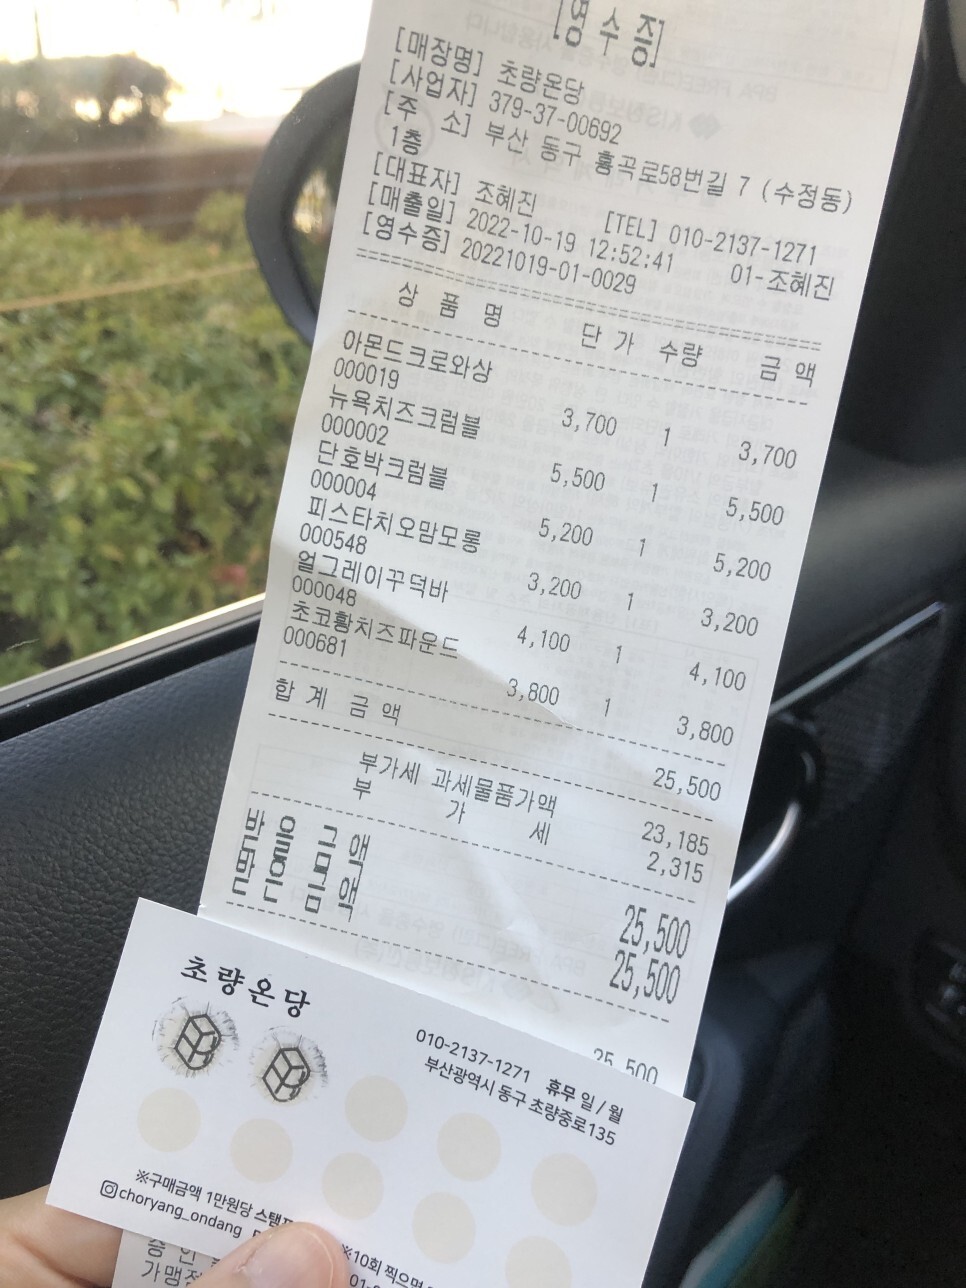 [영 수 증]
[매장명] 초량온당
[사업자] 379-37-00692
[주 소] 부산 동구 홍곡로58번길 7 (수정동)
1층
[대표자] 조혜진 [TEL] 010-2137-1271
[매출일] 2022-10-19 12:52:41 01-조혜진
[영수증] 20221019-01-0029
상 품 명 단 가 수량 금 액
아몬드크로와상
000019 3,700 1 3,700
뉴욕치즈크럼블
000002 5,500 1 5,500
단호박크럼블
000004 5,200 1 5,200
피스타치오맘모롱
000548 3,200 1 3,200
얼그레이꾸덕바
000048 4,100 1 4,100
초코황치즈파운드
000681 3,800 1 3,800
합 계 금 액 25,500
부가세 과세물품가액 23,185
부 가 세 2,315
받 을 금 액 25,500
받 은 금 액 25,500
25,500
초량온당
010-2137-1271 휴무 일/월
부산광역시 동구 초량중로135
※구매금액 1만원당
choryang_ondang
※10회 찍으면